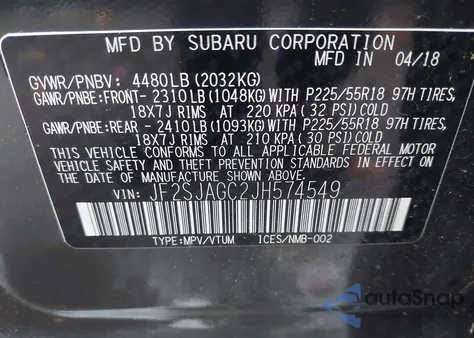 MFD BY SUBARU CORPORATION
MFD IN 04/18
GVWR/PNBV: 4480LB (2032KG)
GAWR/PNBE:FRONT- 2310LB (1048KG)WITH P225/55R18 97H TIRES,
18X7J RIMS AT 220 KPA (32 PSI)COLD
GAWR/PNBE:REAR - 2410LB (1093KG)WITH P225/55R18 97H TIRES,
18X7J RIMS AT 210 KPA(30 PSI)COLD
THIS VEHICLE CONFORMS TO ALL APPLICABLE FEDERAL MOTOR
VEHICLE SAFETY AND THEFT PREVENTION STANDARDS IN EFFECT ON
THE DATE OF MANUFACTURE SHOWN ABOVE.
VIN: JF2SJAGC2JH574549
TYPE:MPV/VTUM ICES/NMB-002
autoSnap